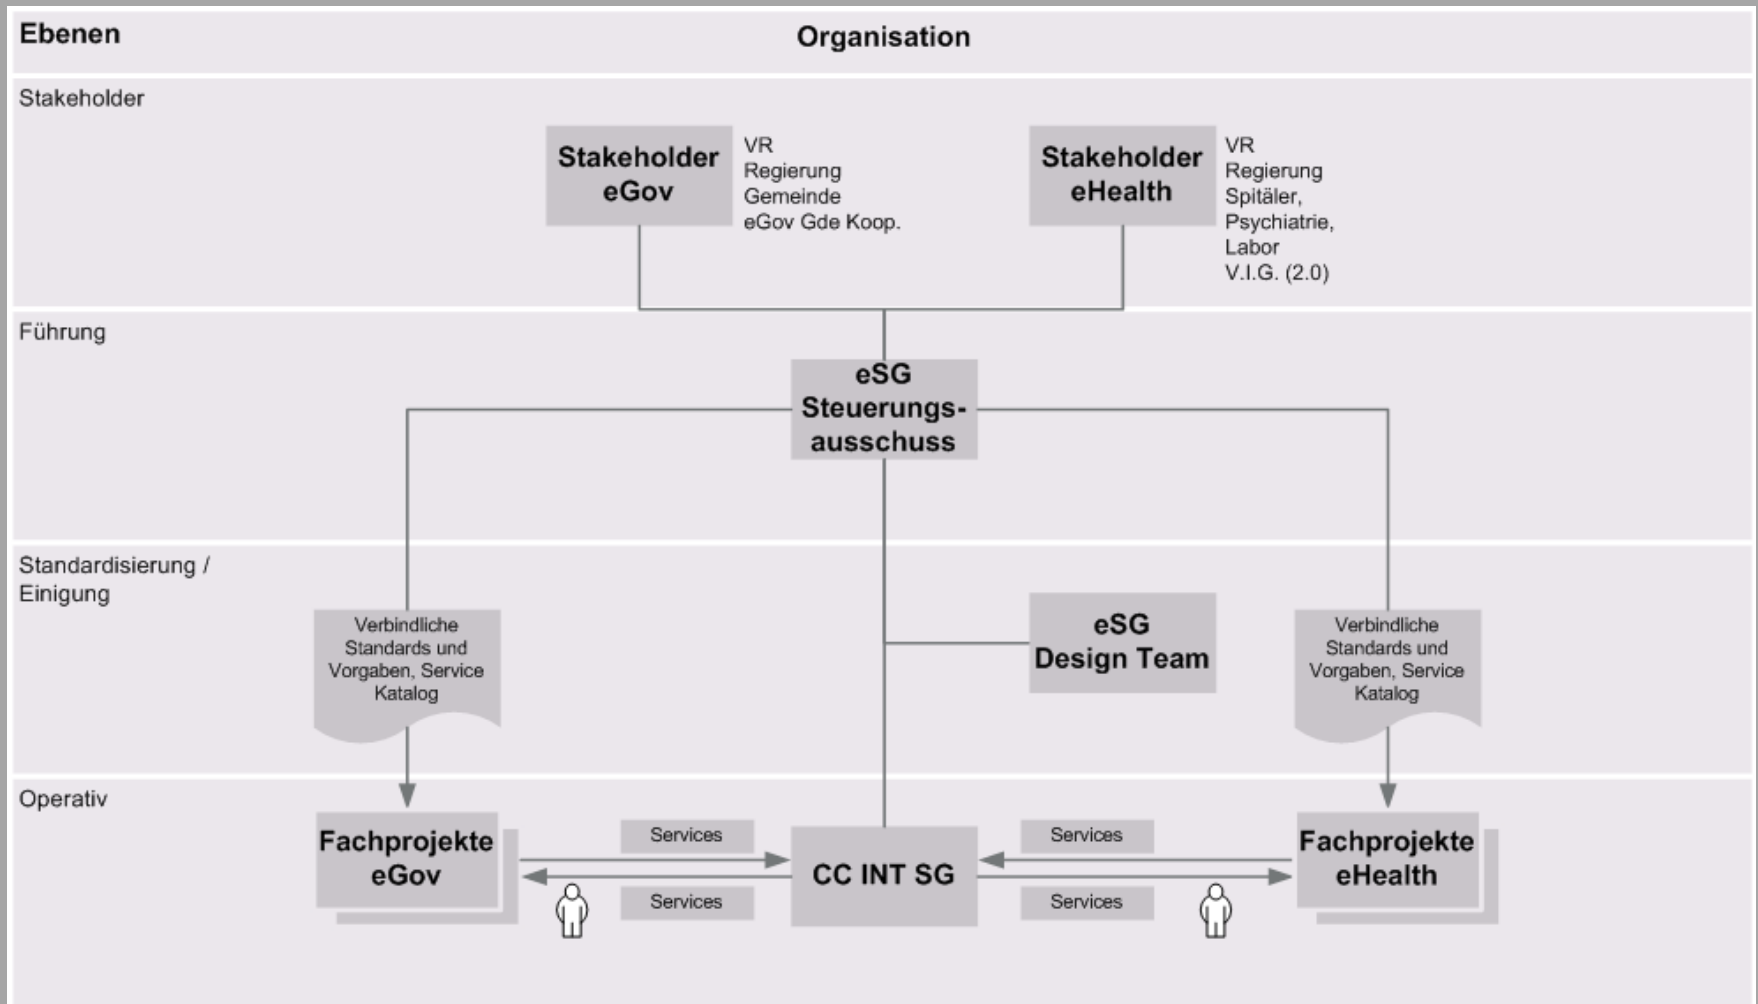 Ebenen
Organisation
Stakeholder
Stakeholder
eGov
VR
Regierung
Gemeinde
eGov Gde Koop.
Stakeholder
eHealth
VR
Regierung
Spitäler,
Psychiatrie,
Labor
V.I.G. (2.0)
Führung
eSG
Steuerungs-
ausschuss
Standardisierung /
Einigung
Verbindliche
Standards und
Vorgaben, Service
Katalog
eSG
Design Team
Verbindliche
Standards und
Vorgaben, Service
Katalog
Operativ
Fachprojekte
eGov
Services
Services
CC INT SG
Services
Services
Fachprojekte
eHealth